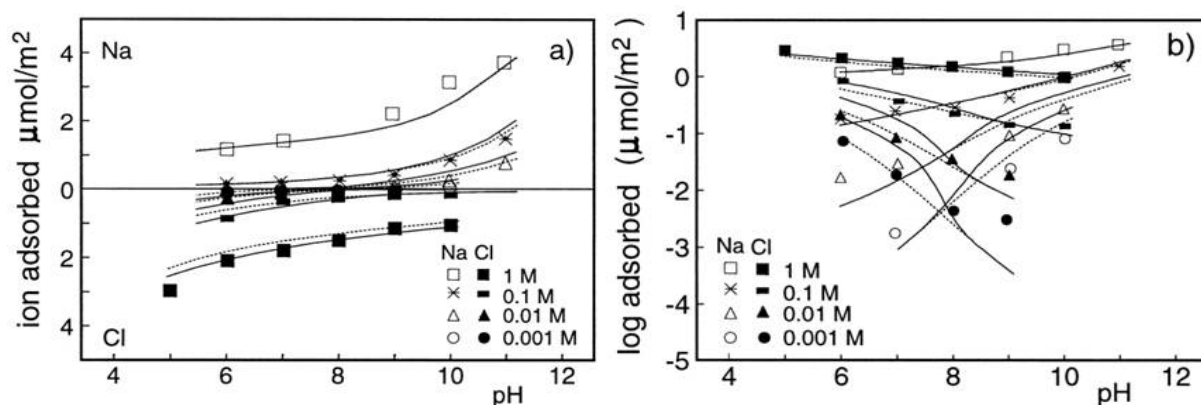 ion adsorbed µmol/m²
4
2
0
2
4
Na
Cl
a)
Na Cl
1 M
0.1 M
0.01 M
0.001 M
4
6
8
10
12
pH
log adsorbed (µmol/m²)
1
0
-1
-2
-3
-4
-5
b)
Na Cl
1 M
0.1 M
0.01 M
0.001 M
4
6
8
10
12
pH